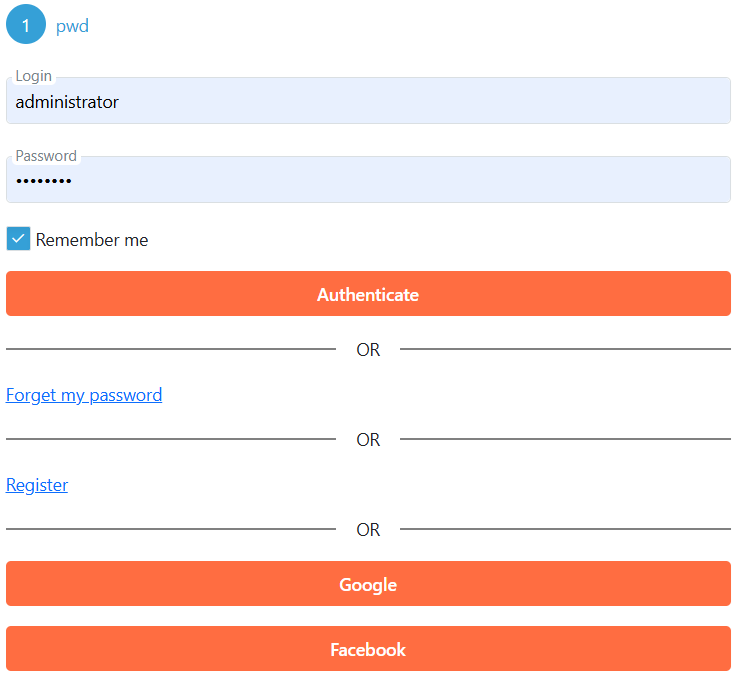 1 pwd
Login
administrator
Password
••••••••
Remember me
Authenticate
OR
Forget my password
OR
Register
OR
Google
Facebook